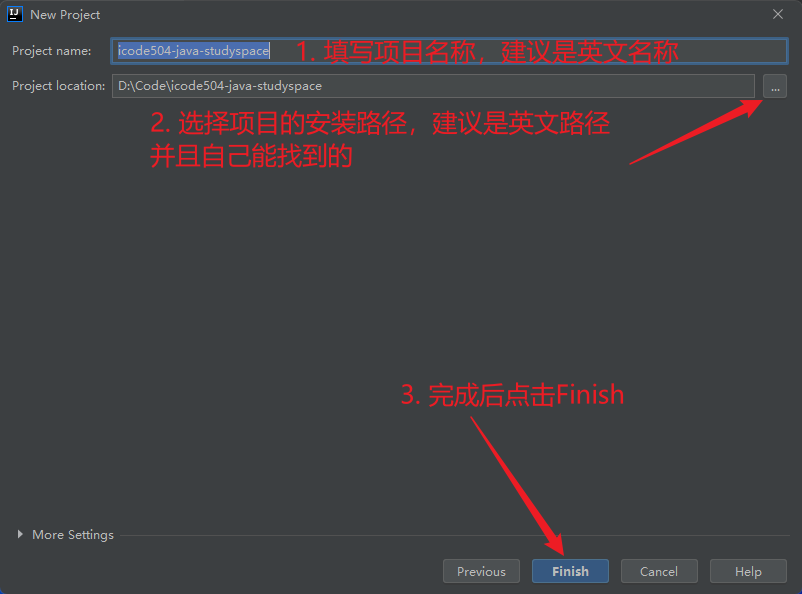 IJ New Project
Project name: icode504-java-studyspace 1. 填写项目名称，建议是英文名称
Project location: D:\Code\icode504-java-studyspace ...
2. 选择项目的安装路径，建议是英文路径
并且自己能找到的
3. 完成后点击Finish
More Settings
Previous Finish Cancel Help